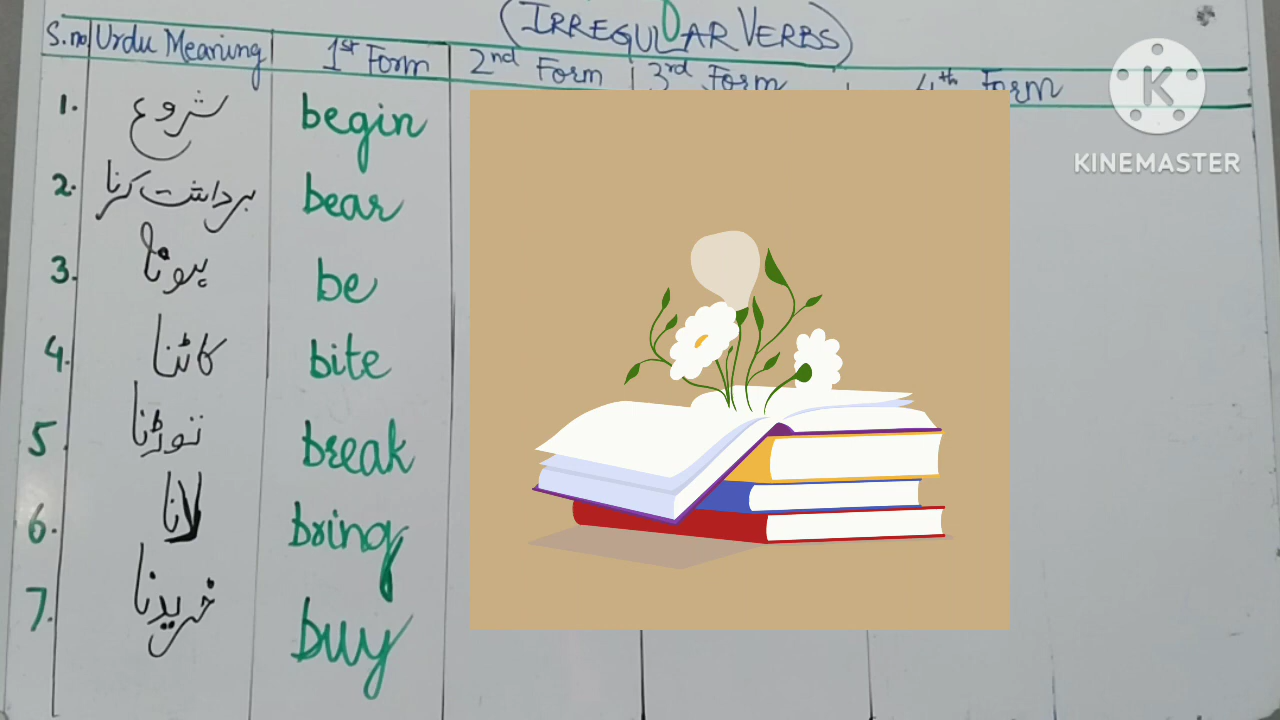 (IRREGULAR VERBS)
S.no Urdu Meaning 1st Form 2nd Form 3rd Form 4th Form
1. شروع begin
2. برداشت کرنا bear
3. ہونا be
4. کاٹنا bite
5. توڑنا break
6. لانا bring
7. خریدنا buy
K
KINEMASTER